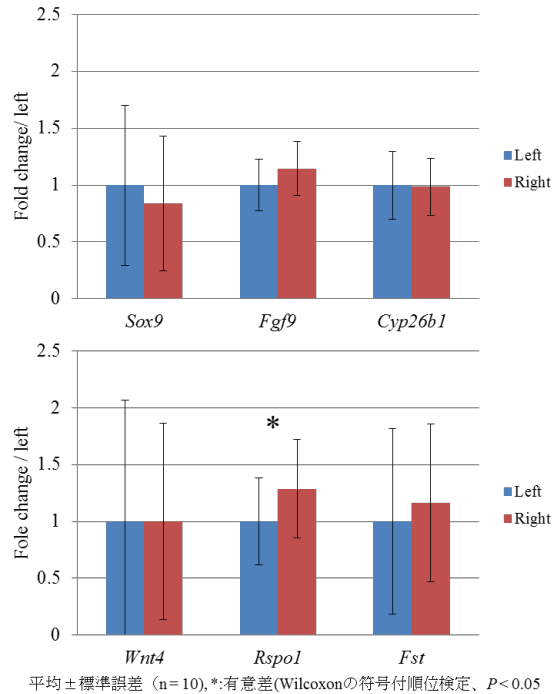 2.5
2
1.5
1
0.5
0
Fold change/ left
Left
Right
Sox9 Fgf9 Cyp26b1
2.5
2
1.5
1
0.5
0
Fole change / left
*
Left
Right
Wnt4 Rspo1 Fst
平均±標準誤差（n=10), *:有意差(Wilcoxonの符号付順位検定、P<0.05